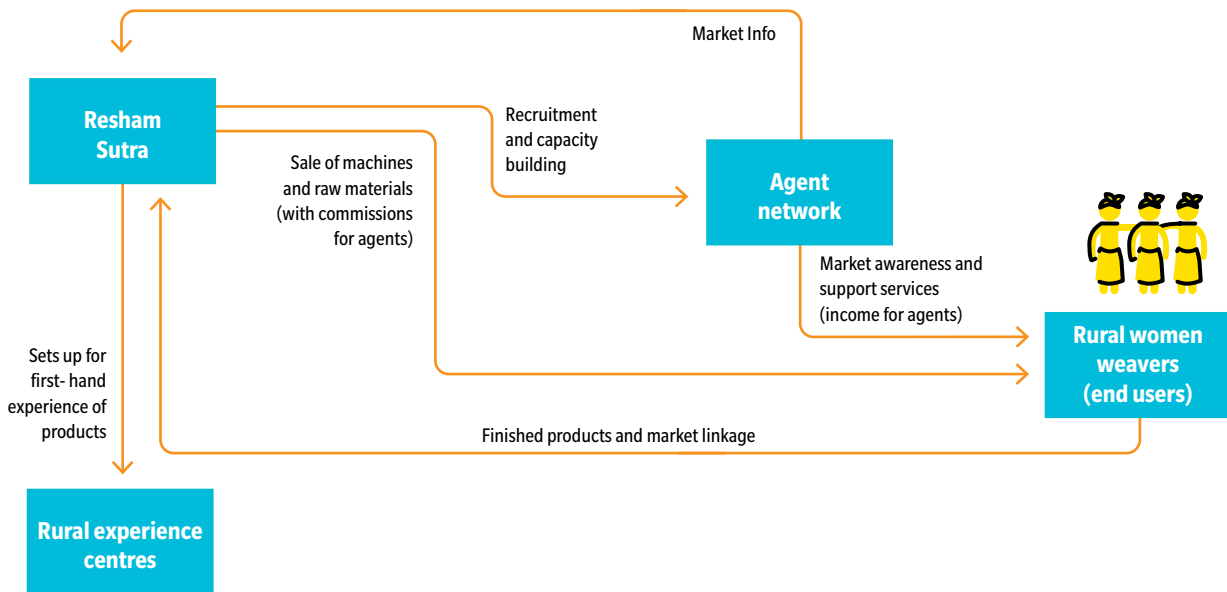 Market Info
Resham
Sutra
Recruitment
and capacity
building
Sale of machines
and raw materials
(with commissions
for agents)
Agent
network
Market awareness and
support services
(income for agents)
Rural women
weavers
(end users)
Sets up for
first- hand
experience of
products
Finished products and market linkage
Rural experience
centres